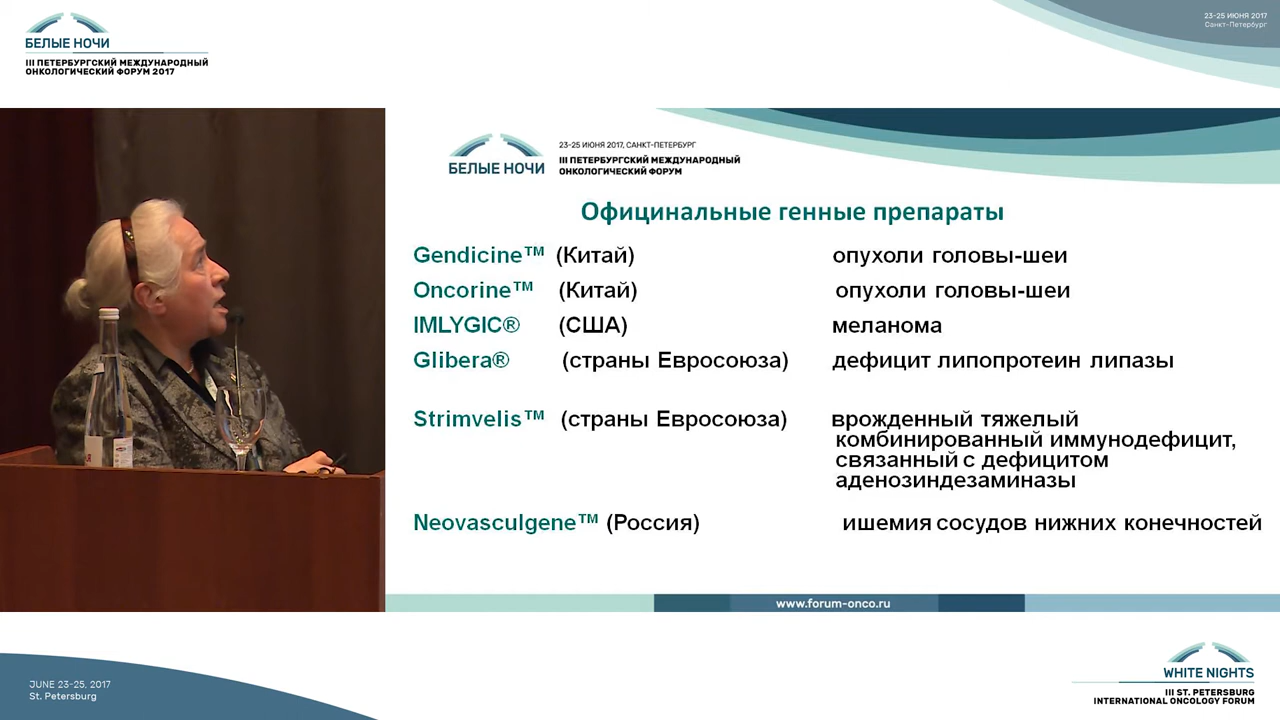 БЕЛЫЕ НОЧИ
III ПЕТЕРБУРГСКИЙ МЕЖДУНАРОДНЫЙ
ОНКОЛОГИЧЕСКИЙ ФОРУМ 2017
23-25 ИЮНЯ 2017
Санкт-Петербург
БЕЛЫЕ НОЧИ
23-25 ИЮНЯ 2017, САНКТ-ПЕТЕРБУРГ
III ПЕТЕРБУРГСКИЙ МЕЖДУНАРОДНЫЙ
ОНКОЛОГИЧЕСКИЙ ФОРУМ
Официнальные генные препараты
Gendicine™ (Китай) опухоли головы-шеи
Oncorine™ (Китай) опухоли головы-шеи
IMLYGIC® (США) меланома
Glibera® (страны Евросоюза) дефицит липопротеин липазы
Strimvelis™ (страны Евросоюза) врожденный тяжелый
комбинированный иммунодефицит,
связанный с дефицитом
аденозиндезаминазы
Neovasculgene™ (Россия) ишемия сосудов нижних конечностей
www.forum-onco.ru
JUNE 23-25, 2017
St. Petersburg
WHITE NIGHTS
III ST. PETERSBURG
INTERNATIONAL ONCOLOGY FORUM